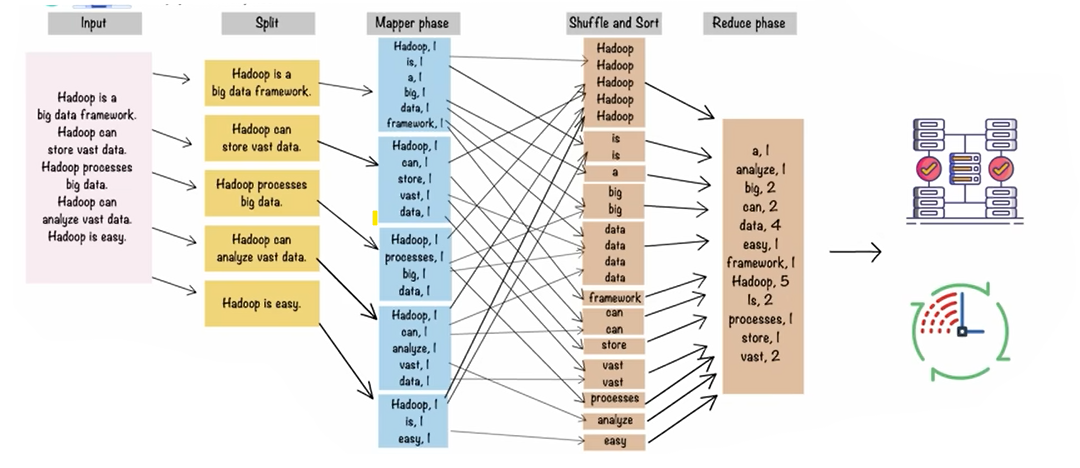 Input
Split
Mapper phase
Shuffle and Sort
Reduce phase
Hadoop is a
big data framework.
Hadoop can
store vast data.
Hadoop processes
big data.
Hadoop can
analyze vast data.
Hadoop is easy.
Hadoop is a
big data framework.
Hadoop can
store vast data.
Hadoop processes
big data.
Hadoop can
analyze vast data.
Hadoop is easy.
Hadoop, 1
is, 1
a, 1
big, 1
data, 1
framework, 1
Hadoop, 1
can, 1
store, 1
vast, 1
data, 1
Hadoop, 1
processes, 1
big, 1
data, 1
Hadoop, 1
can, 1
analyze, 1
vast, 1
data, 1
Hadoop, 1
is, 1
easy, 1
Hadoop
Hadoop
Hadoop
Hadoop
Hadoop
is
is
a
big
big
data
data
data
data
framework
can
can
store
vast
vast
processes
analyze
easy
a, 1
analyze, 1
big, 2
can, 2
data, 4
easy, 1
framework, 1
Hadoop, 5
Is, 2
processes, 1
store, 1
vast, 2